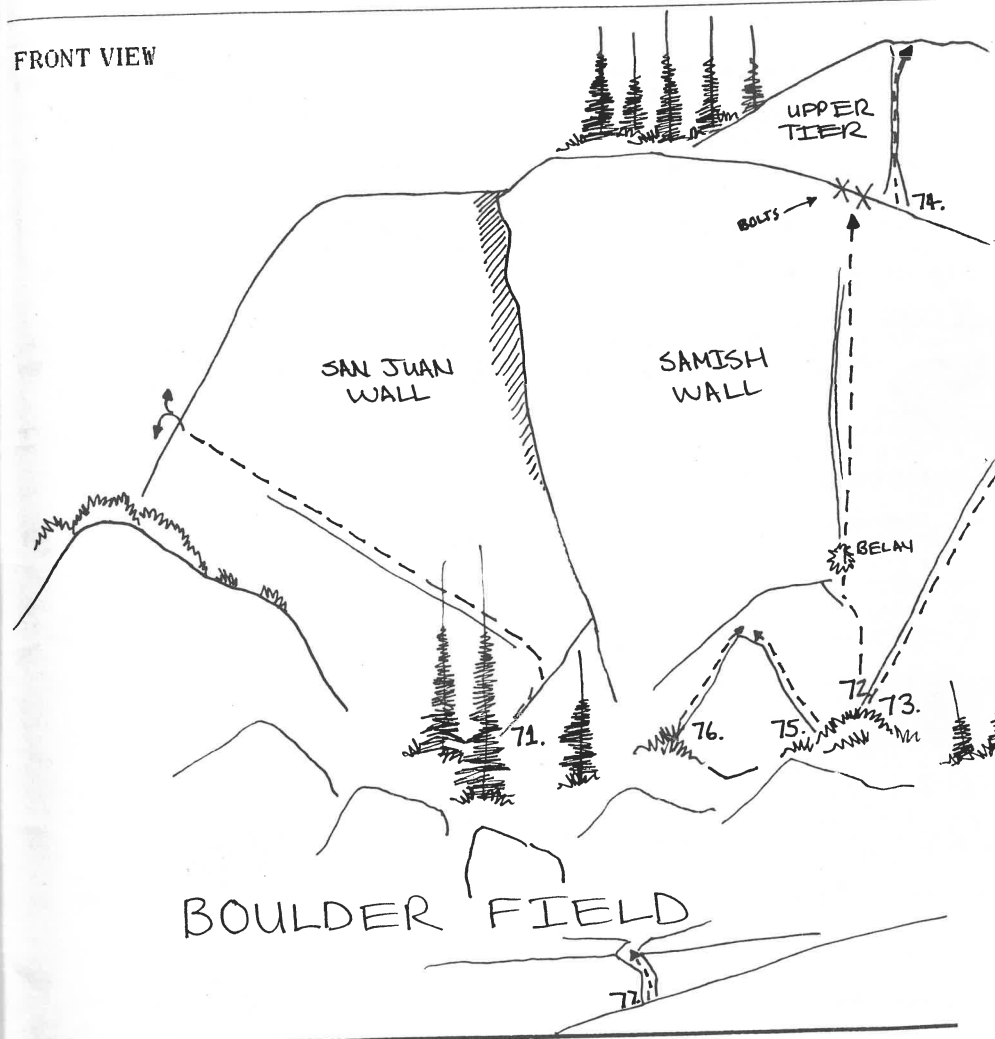 FRONT VIEW
UPPER
TIER
74.
BOLTS
SAN JUAN
WALL
SAMISH
WALL
BELAY
72.
73.
71.
76.
75.
BOULDER FIELD
77.